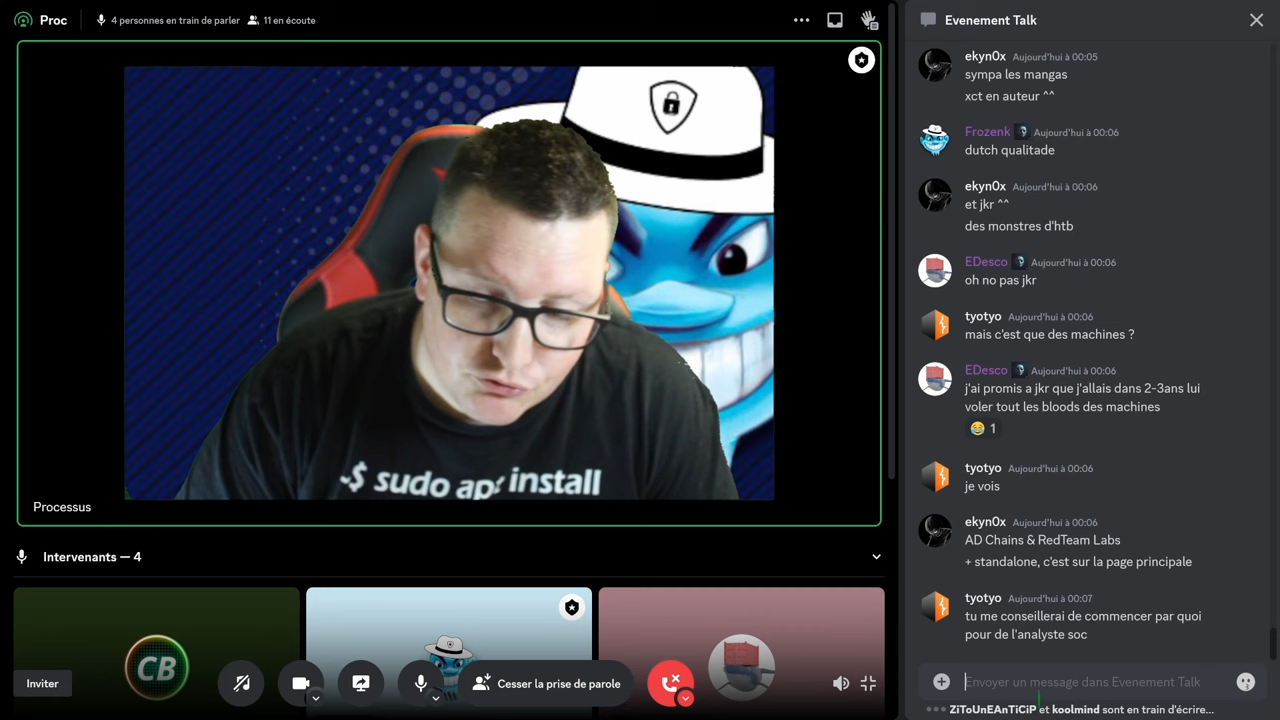 Proc
4 personnes en train de parler
11 en écoute
Evenement Talk
~$ sudo apt install
Processus
Intervenants — 4
CB
Inviter
Cesser la prise de parole
ekyn0x Aujourd'hui à 00:05
sympa les mangas
xct en auteur ^^
Frozenk Aujourd'hui à 00:06
dutch qualitade
ekyn0x Aujourd'hui à 00:06
et jkr ^^
des monstres d'htb
EDesco Aujourd'hui à 00:06
oh no pas jkr
tyotyo Aujourd'hui à 00:06
mais c'est que des machines ?
EDesco Aujourd'hui à 00:06
j'ai promis a jkr que j'allais dans 2-3ans lui
voler tout les bloods des machines
😂 1
tyotyo Aujourd'hui à 00:06
je vois
ekyn0x Aujourd'hui à 00:06
AD Chains & RedTeam Labs
+ standalone, c'est sur la page principale
tyotyo Aujourd'hui à 00:07
tu me conseillerai de commencer par quoi
pour de l'analyste soc
Envoyer un message dans Evenement Talk
ZiToUnEAnTiCiP et koolmind sont en train d'écrire...